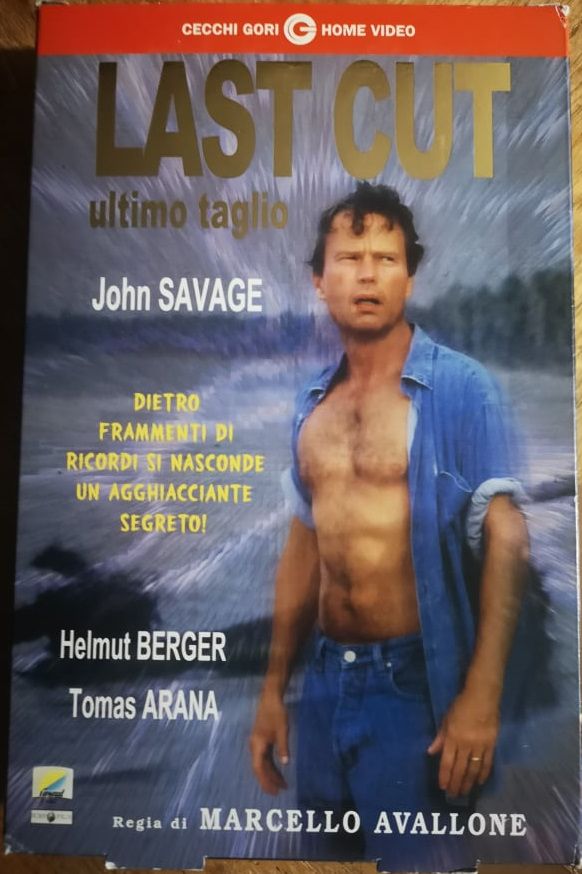 CECCHI GORI HOME VIDEO
LAST CUT
ultimo taglio
John SAVAGE
DIETRO
FRAMMENTI DI
RICORDI SI NASCONDE
UN AGGHIACCIANTE
SEGRETO!
Helmut BERGER
Tomas ARANA
Regia di MARCELLO AVALLONE